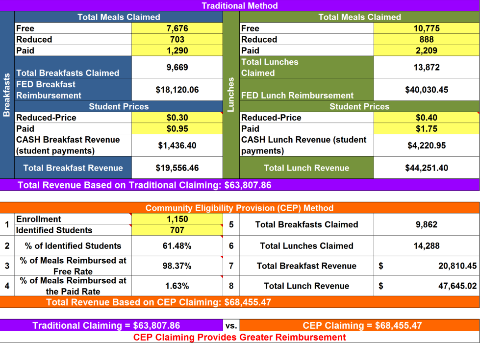 Traditional Method
Total Meals Claimed
Total Meals Claimed
Breakfasts
Lunches
Free 7,676 Free 10,775
Reduced 703 Reduced 888
Paid 1,290 Paid 2,209
Total Breakfasts Claimed 9,669 Total Lunches Claimed 13,872
FED Breakfast Reimbursement $18,120.06 FED Lunch Reimbursement $40,030.45
Student Prices Student Prices
Reduced-Price $0.30 Reduced-Price $0.40
Paid $0.95 Paid $1.75
CASH Breakfast Revenue (student payments) $1,436.40 CASH Lunch Revenue (student payments) $4,220.95
Total Breakfast Revenue $19,556.46 Total Lunch Revenue $44,251.40
Total Revenue Based on Traditional Claiming: $63,807.86
Community Eligibility Provision (CEP) Method
1 Enrollment 1,150 5 Total Breakfasts Claimed 9,862
Identified Students 707
2 % of Identified Students 61.48% 6 Total Lunches Claimed 14,288
3 % of Meals Reimbursed at Free Rate 98.37% 7 Total Breakfast Revenue $ 20,810.45
4 % of Meals Reimbursed at the Paid Rate 1.63% 8 Total Lunch Revenue $ 47,645.02
Total Revenue Based on CEP Claiming: $68,455.47
Traditional Claiming = $63,807.86 vs. CEP Claiming = $68,455.47
CEP Claiming Provides Greater Reimbursement